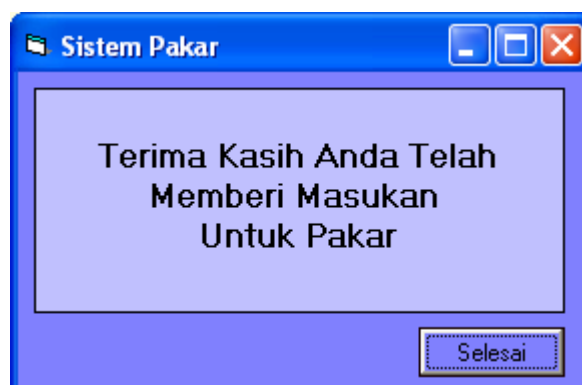 Sistem Pakar
Terima Kasih Anda Telah
Memberi Masukan
Untuk Pakar
Selesai